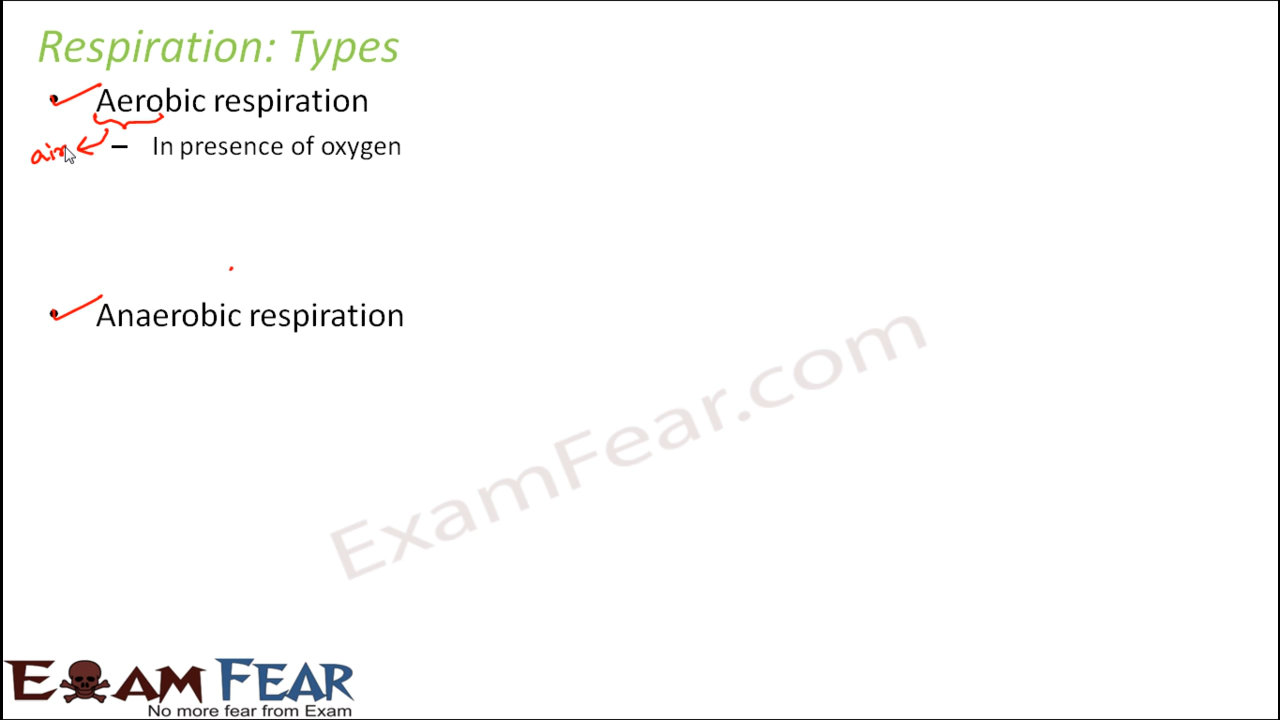 Respiration: Types
• Aerobic respiration
air – In presence of oxygen
• Anaerobic respiration
ExamFear.com
EXAM FEAR
No more fear from Exam